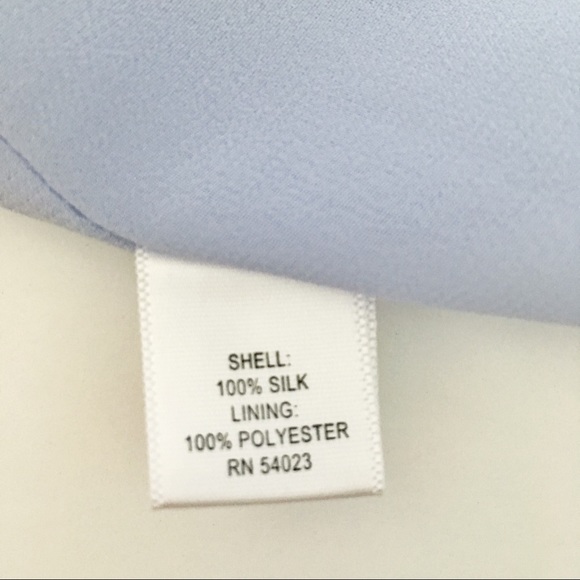 SHELL:
100% SILK
LINING:
100% POLYESTER
RN 54023